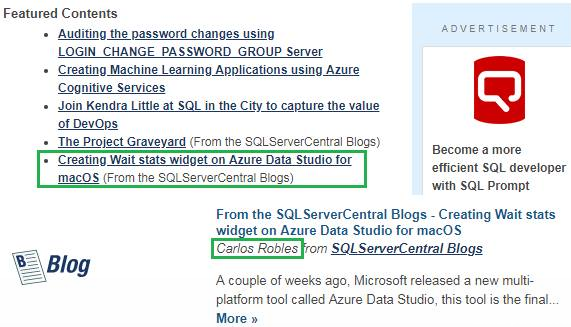 Featured Contents
Auditing the password changes using
LOGIN_CHANGE_PASSWORD_GROUP Server
Creating Machine Learning Applications using Azure
Cognitive Services
Join Kendra Little at SQL in the City to capture the value
of DevOps
The Project Graveyard (From the SQLServerCentral Blogs)
Creating Wait stats widget on Azure Data Studio for
macOS (From the SQLServerCentral Blogs)
ADVERTISEMENT
Become a more
efficient SQL developer
with SQL Prompt
B
Blog
From the SQLServerCentral Blogs - Creating Wait stats
widget on Azure Data Studio for macOS
Carlos Robles from SQLServerCentral Blogs
A couple of weeks ago, Microsoft released a new multi-
platform tool called Azure Data Studio, this tool is the final...
More »